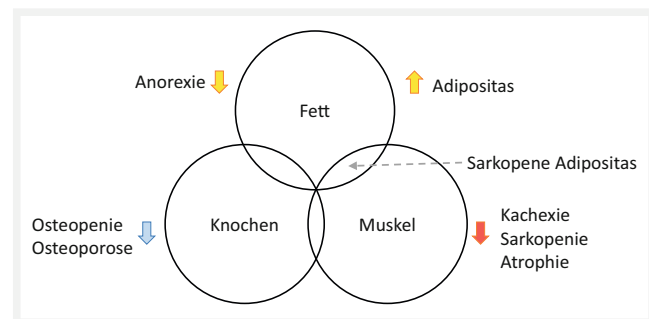 Anorexie
Adipositas
Fett
Sarkopene Adipositas
Osteopenie
Osteoporose
Knochen
Muskel
Kachexie
Sarkopenie
Atrophie